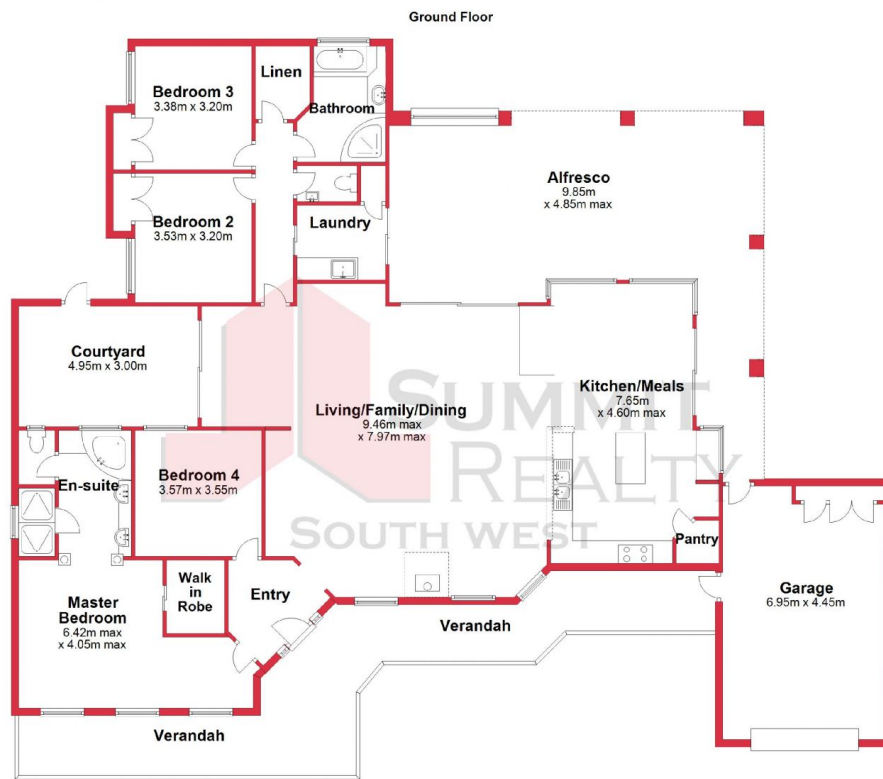 Ground Floor
Bedroom 3
3.38m x 3.20m
Linen
Bathroom
Bedroom 2
3.53m x 3.20m
Laundry
Alfresco
9.85m
x 4.85m max
Courtyard
4.95m x 3.00m
Living/Family/Dining
9.46m max
x 7.97m max
Kitchen/Meals
7.65m
x 4.60m max
En-suite
Bedroom 4
3.57m x 3.55m
SUMMIT
REALTY
SOUTH WEST
Pantry
Master
Bedroom
6.42m max
x 4.05m max
Walk
in
Robe
Entry
Garage
6.95m x 4.45m
Verandah
Verandah